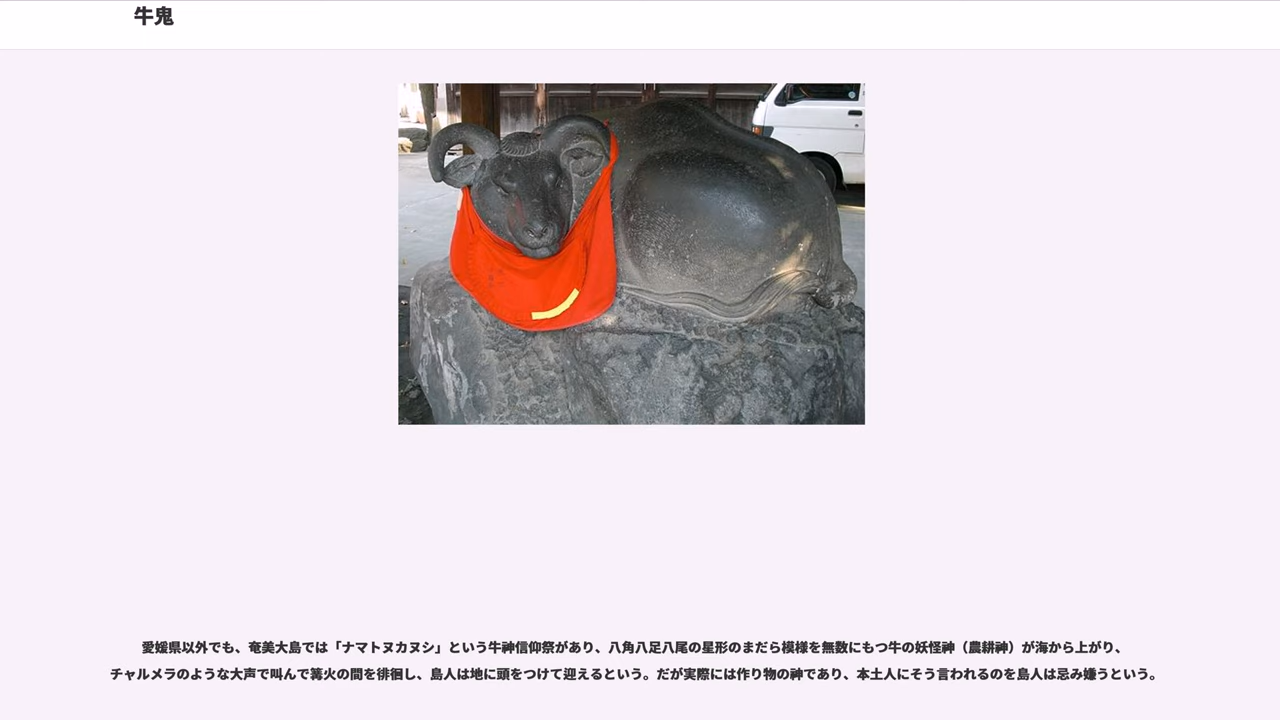 牛鬼
愛媛県以外でも、奄美大島では「ナマトヌカヌシ」という牛神信仰祭があり、八角八足八尾の星形のまだら模様を無数にもつ牛の妖怪神（農耕神）が海から上がり、
チャルメラのような大声で叫んで篝火の間を徘徊し、島人は地に頭をつけて迎えるという。だが実際には作り物の神であり、本土人にそう言われるのを島人は忌み嫌うという。